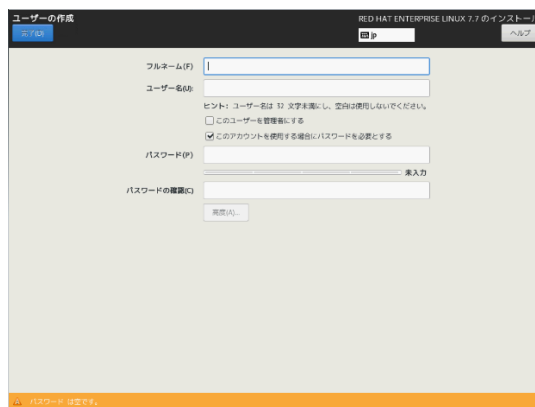 ユーザーの作成
RED HAT ENTERPRISE LINUX 7.7 のインストール
完了(D)
jp
ヘルプ
フルネーム(F)
ユーザー名(U)
ヒント: ユーザー名は 32 文字未満にし、空白は使用しないでください。
このユーザーを管理者にする
このアカウントを使用する場合にパスワードを必要とする
パスワード(P)
未入力
パスワードの確認(C)
高度(A)...
パスワード は空です。